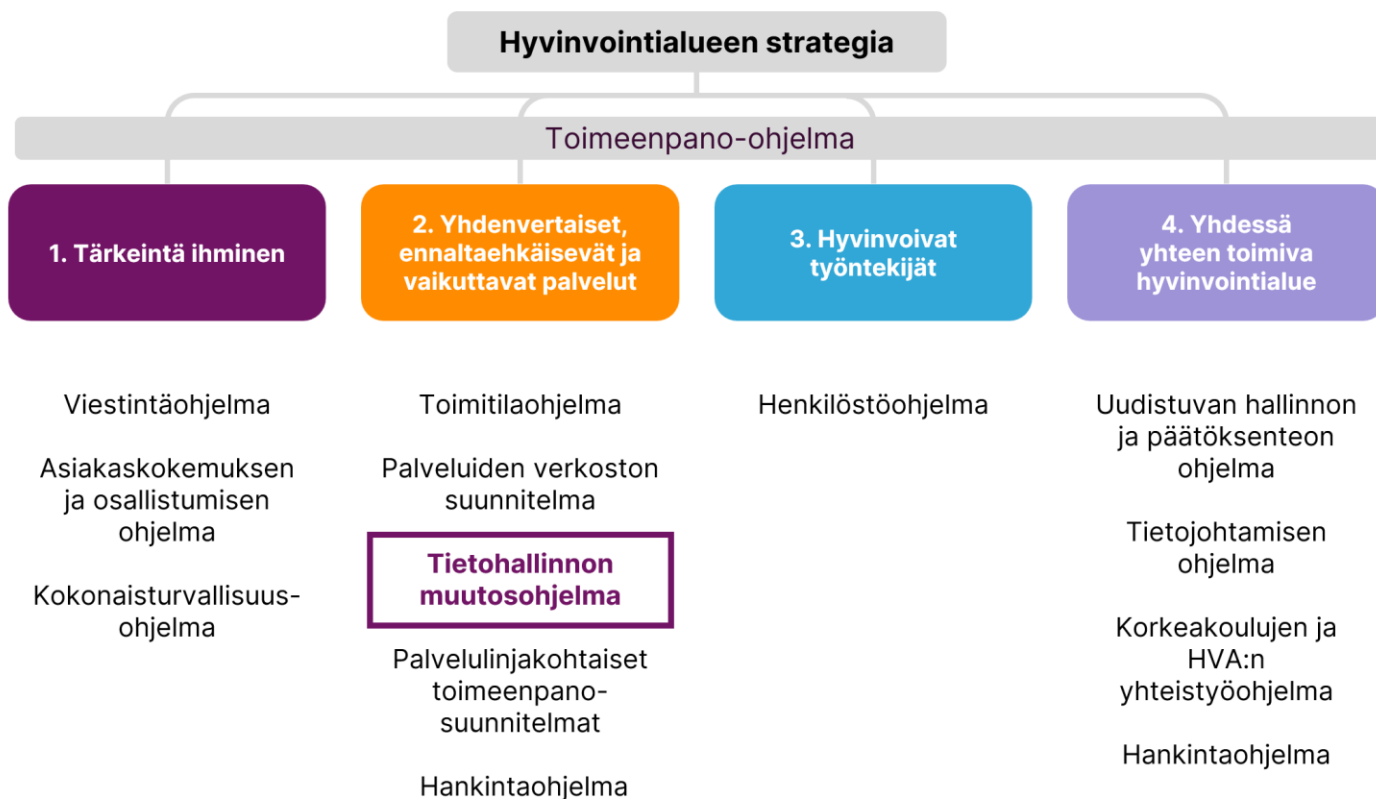 Hyvinvointialueen strategia
Toimeenpano-ohjelma
1. Tärkeintä ihminen
2. Yhdenvertaiset,
ennaltaehkäisevät ja
vaikuttavat palvelut
3. Hyvinvoivat
työntekijät
4. Yhdessä
yhteen toimiva
hyvinvointialue
Viestintäohjelma
Asiakaskokemuksen
ja osallistumisen
ohjelma
Kokonaisturvallisuus-
ohjelma
Toimitilaohjelma
Palveluiden verkoston
suunnitelma
Tietohallinnon
muutosohjelma
Palvelulinjakohtaiset
toimeenpano-
suunnitelmat
Hankintaohjelma
Henkilöstöohjelma
Uudistuvan hallinnon
ja päätöksenteon
ohjelma
Tietojohtamisen
ohjelma
Korkeakoulujen ja
HVA:n
yhteistyöohjelma
Hankintaohjelma